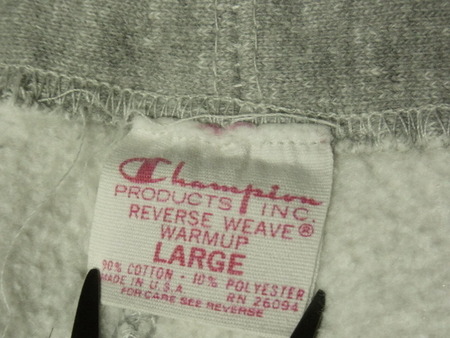 Champion
PRODUCTS INC.
REVERSE WEAVE®
WARMUP
LARGE
90% COTTON · 10% POLYESTER
MADE IN U.S.A. RN 26094
FOR CARE SEE REVERSE